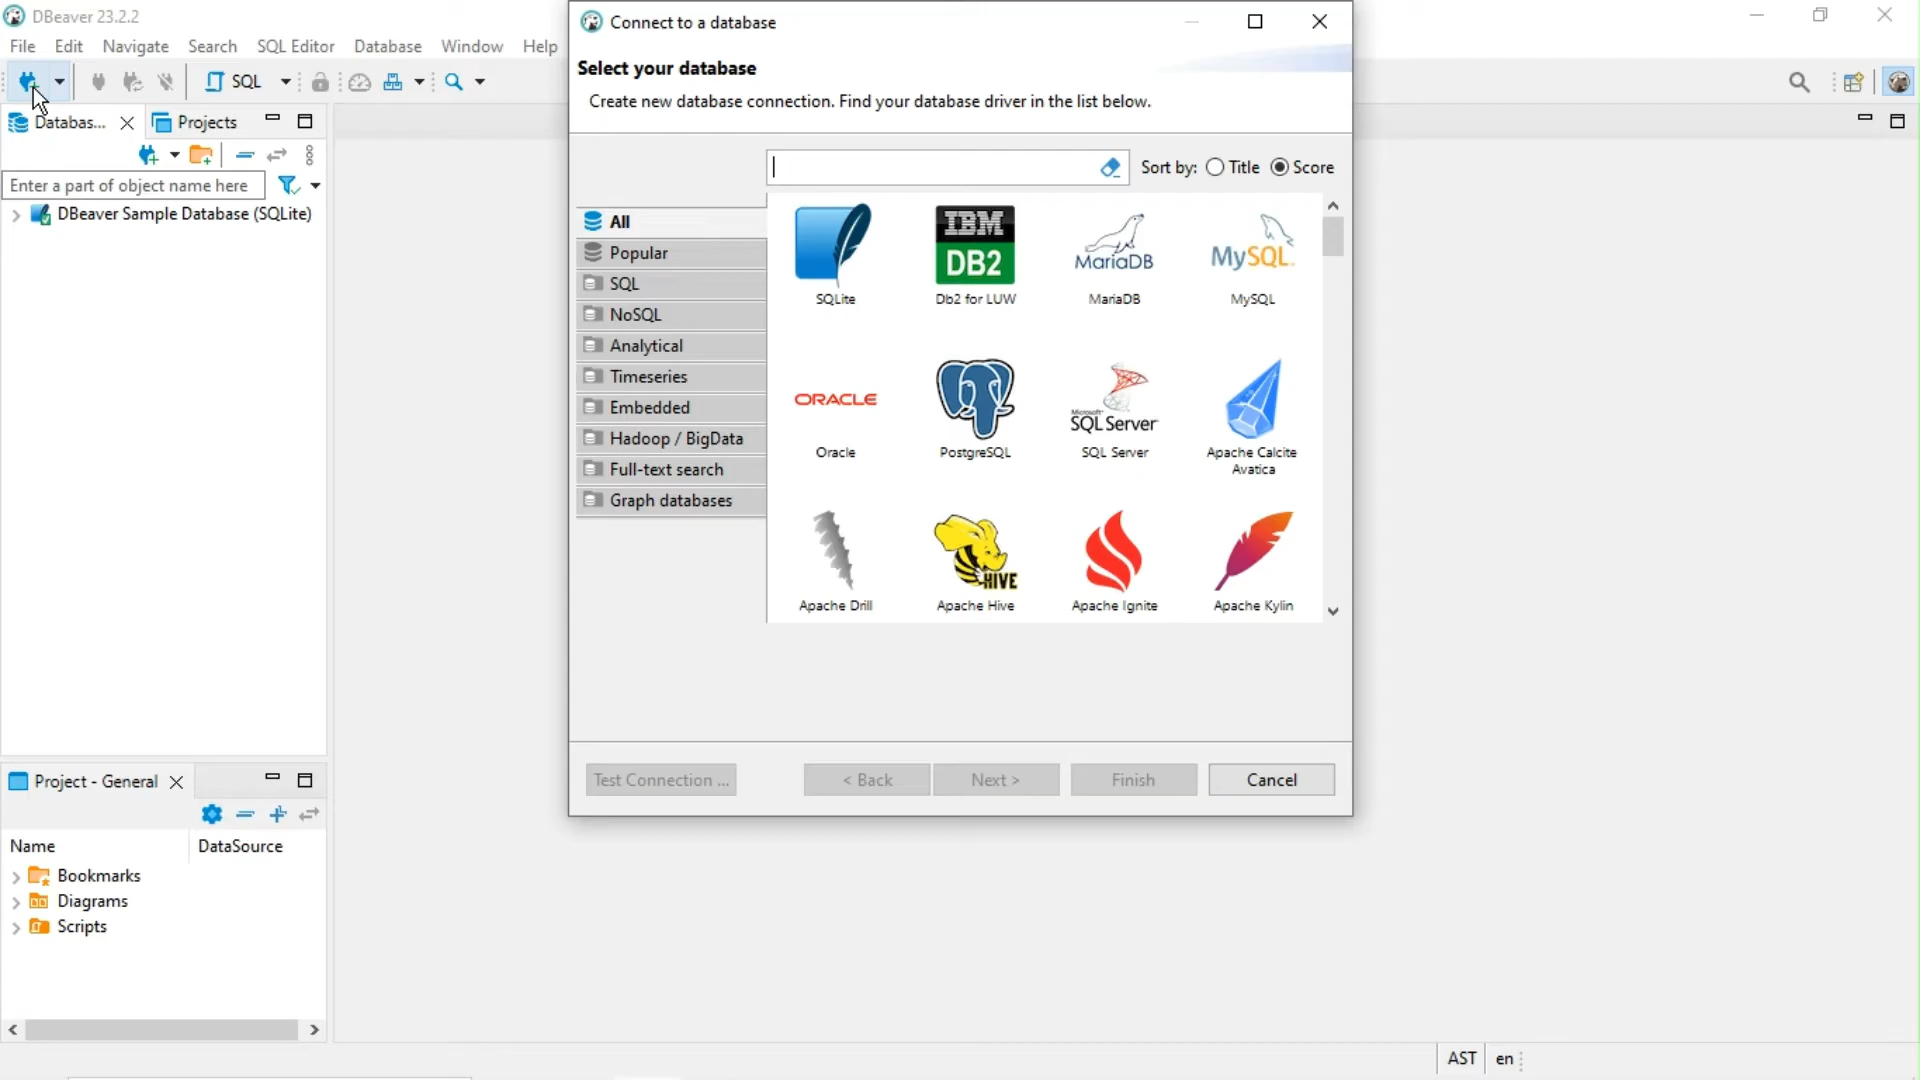 DBeaver 23.2.2
File Edit Navigate Search SQL Editor Database Window Help
SQL
Databas... Projects
Enter a part of object name here
DBeaver Sample Database (SQLite)
Connect to a database
Select your database
Create new database connection. Find your database driver in the list below.
Sort by: Title Score
All
Popular
SQL
NoSQL
Analytical
Timeseries
Embedded
Hadoop / BigData
Full-text search
Graph databases
IBM
DB2
MariaDB
MySQL
SQLite Db2 for LUW MariaDB MySQL
ORACLE
Microsoft
SQL Server
Oracle PostgreSQL SQL Server Apache Calcite
Avatica
HIVE
Apache Drill Apache Hive Apache Ignite Apache Kylin
Test Connection ... < Back Next > Finish Cancel
Project - General
Name DataSource
Bookmarks
Diagrams
Scripts
AST en